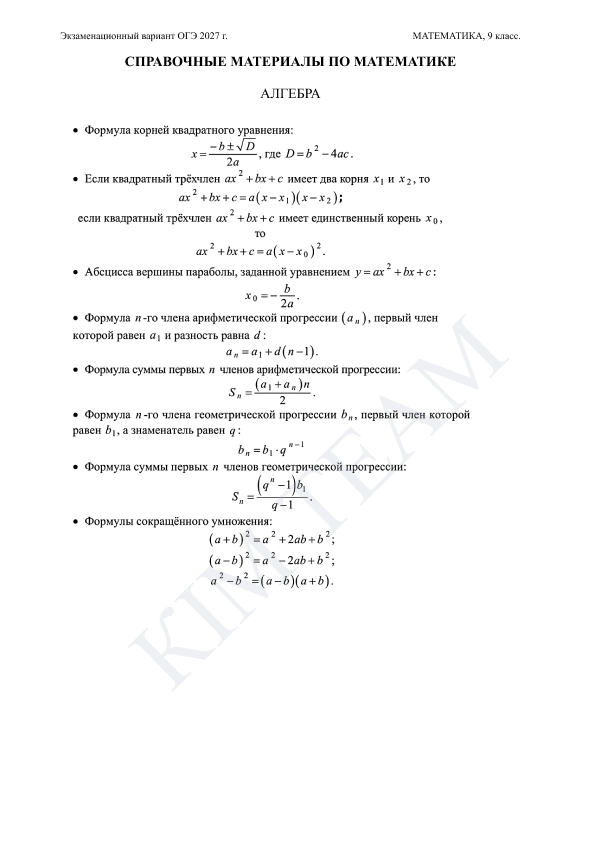 Экзаменационный вариант ОГЭ 2027 г. МАТЕМАТИКА, 9 класс.
СПРАВОЧНЫЕ МАТЕРИАЛЫ ПО МАТЕМАТИКЕ
АЛГЕБРА
• Формула корней квадратного уравнения:
x = (−b ± √D) / 2a, где D = b² − 4ac.
• Если квадратный трёхчлен ax² + bx + c имеет два корня x₁ и x₂, то
ax² + bx + c = a(x − x₁)(x − x₂);
если квадратный трёхчлен ax² + bx + c имеет единственный корень x₀,
то
ax² + bx + c = a(x − x₀)².
• Абсцисса вершины параболы, заданной уравнением y = ax² + bx + c:
x₀ = − b / 2a.
• Формула n-го члена арифметической прогрессии (aₙ), первый член
которой равен a₁ и разность равна d:
aₙ = a₁ + d(n − 1).
• Формула суммы первых n членов арифметической прогрессии:
Sₙ = (a₁ + aₙ)n / 2.
• Формула n-го члена геометрической прогрессии bₙ, первый член которой
равен b₁, а знаменатель равен q:
bₙ = b₁ · qⁿ⁻¹
• Формула суммы первых n членов геометрической прогрессии:
Sₙ = (qⁿ − 1)b₁ / q − 1.
• Формулы сокращённого умножения:
(a + b)² = a² + 2ab + b²;
(a − b)² = a² − 2ab + b²;
a² − b² = (a − b)(a + b).
KIM TEAM